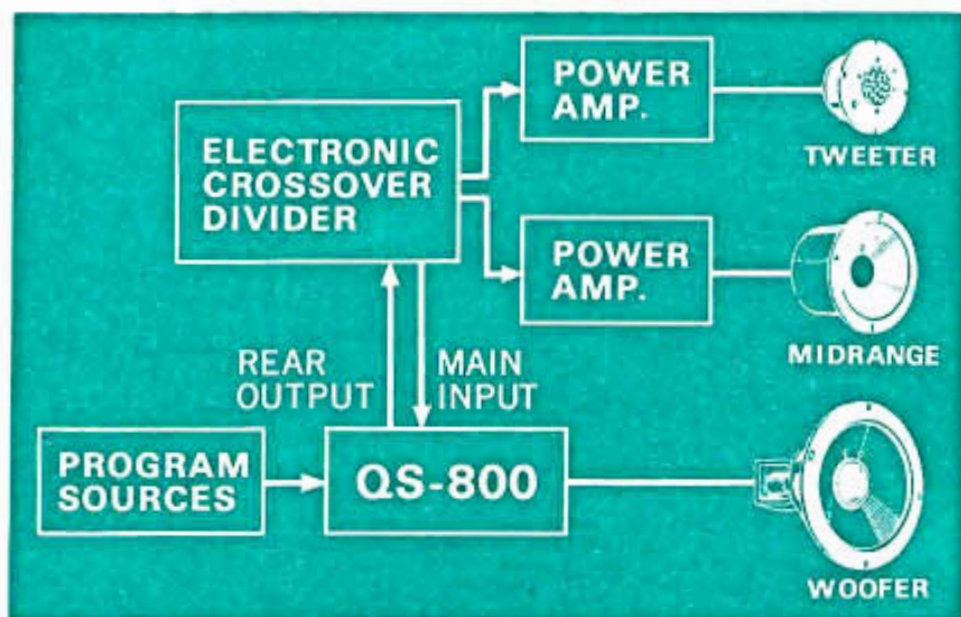 POWER
AMP.
TWEETER
ELECTRONIC
CROSSOVER
DIVIDER
POWER
AMP.
MIDRANGE
REAR
OUTPUT
MAIN
INPUT
PROGRAM
SOURCES
QS-800
WOOFER